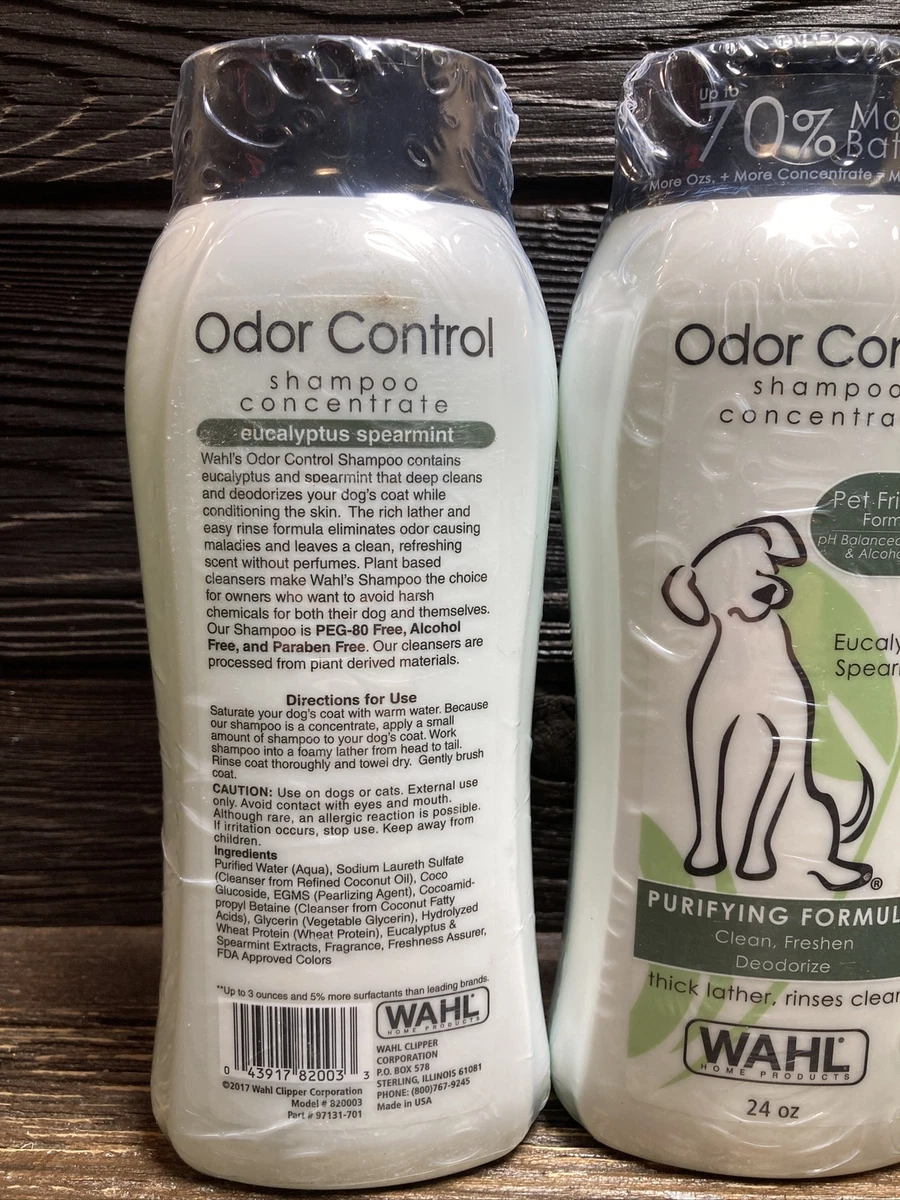 Odor Control
shampoo
concentrate
eucalyptus spearmint
Wahl's Odor Control Shampoo contains
eucalyptus and spearmint that deep cleans
and deodorizes your dog's coat while
conditioning the skin. The rich lather and
easy rinse formula eliminates odor causing
maladies and leaves a clean, refreshing
scent without perfumes. Plant based
cleansers make Wahl's Shampoo the choice
for owners who want to avoid harsh
chemicals for both their dog and themselves.
Our Shampoo is PEG-80 Free, Alcohol
Free, and Paraben Free. Our cleansers are
processed from plant derived materials.
Directions for Use
Saturate your dog's coat with warm water. Because
our shampoo is a concentrate, apply a small
amount of shampoo to your dog's coat. Work
shampoo into a foamy lather from head to tail.
Rinse coat thoroughly and towel dry. Gently brush
coat.
CAUTION: Use on dogs or cats. External use
only. Avoid contact with eyes and mouth.
Although rare, an allergic reaction is possible.
If irritation occurs, stop use. Keep away from
children.
Ingredients
Purified Water (Aqua), Sodium Laureth Sulfate
(Cleanser from Refined Coconut Oil), Coco
Glucoside, EGMS (Pearlizing Agent), Cocoamid-
propyl Betaine (Cleanser from Coconut Fatty
Acids), Glycerin (Vegetable Glycerin), Hydrolyzed
Wheat Protein (Wheat Protein), Eucalyptus &
Spearmint Extracts, Fragrance, Freshness Assurer,
FDA Approved Colors
**Up to 3 ounces and 5% more surfactants than leading brands.
0 43917 82003 3
©2017 Wahl Clipper Corporation
Model # 820003
Part # 97131-701
WAHL®
HOME PRODUCTS
WAHL CLIPPER
CORPORATION
P.O. BOX 578
STERLING, ILLINOIS 61081
PHONE: (800)767-9245
Made in USA
Up to
70% Mo
Bat
More Ozs. + More Concentrate = M
Odor Con
shampoo
concentra
Pet Fri
Form
pH Balanced
& Alcoho
Eucaly
Spearm
®
PURIFYING FORMUL
Clean, Freshen
Deodorize
thick lather, rinses clear
WAHL®
HOME PRODUCTS
24 oz